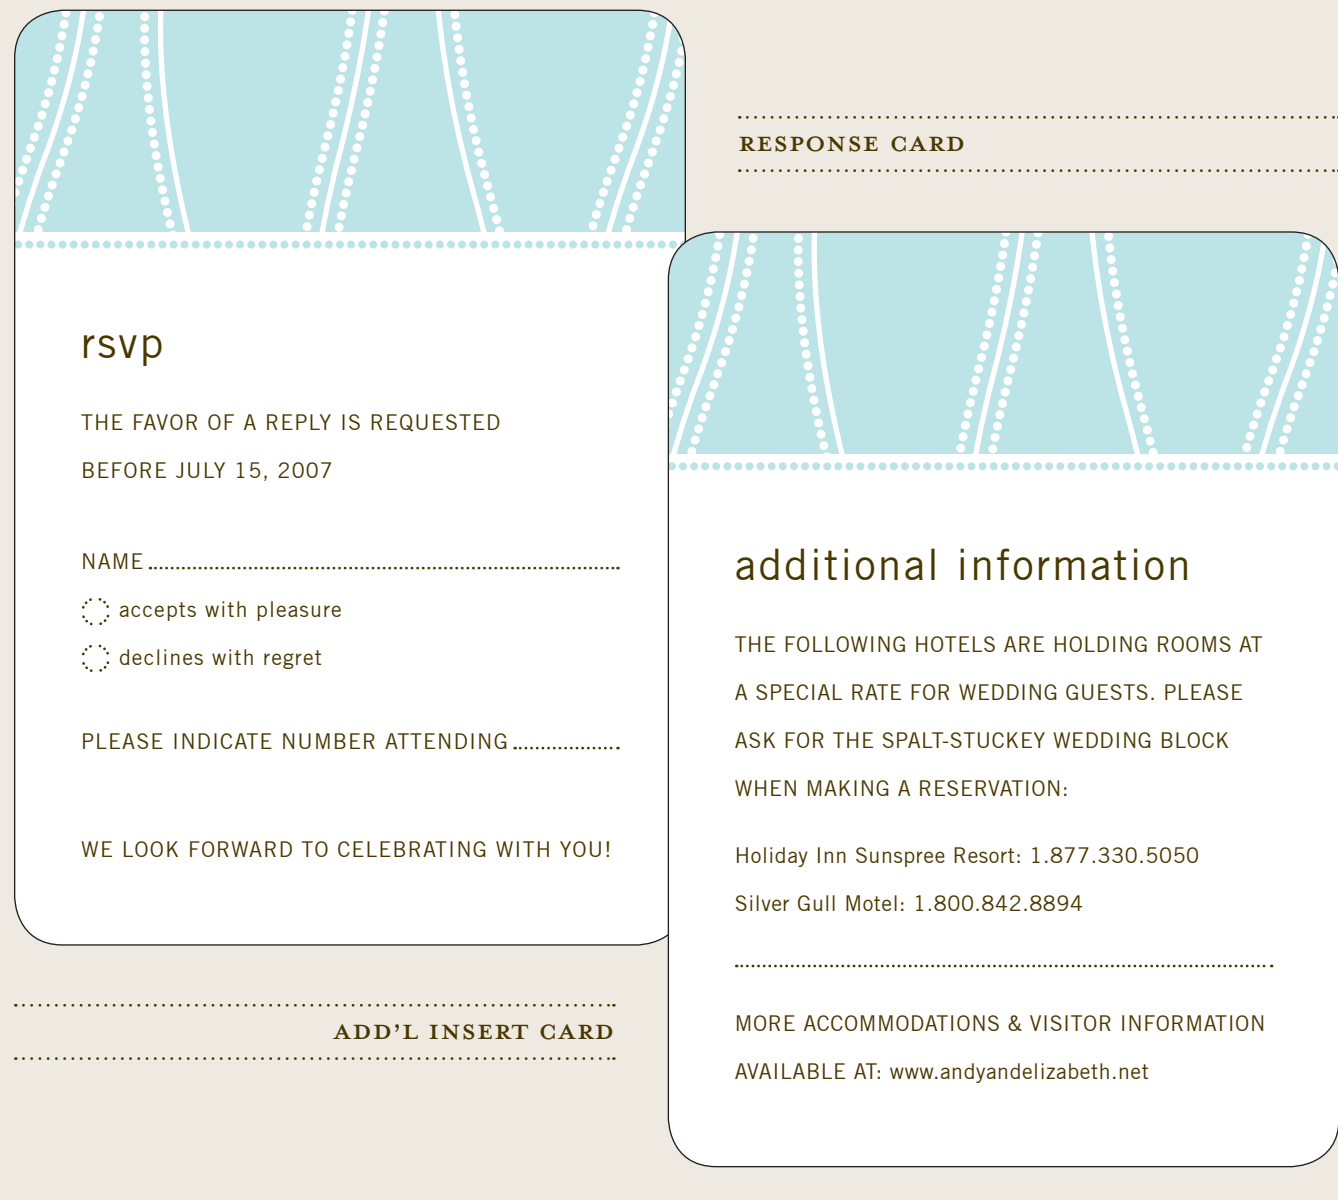 RESPONSE CARD
rsvp
THE FAVOR OF A REPLY IS REQUESTED
BEFORE JULY 15, 2007
NAME
accepts with pleasure
declines with regret
PLEASE INDICATE NUMBER ATTENDING
WE LOOK FORWARD TO CELEBRATING WITH YOU!
ADD'L INSERT CARD
additional information
THE FOLLOWING HOTELS ARE HOLDING ROOMS AT
A SPECIAL RATE FOR WEDDING GUESTS. PLEASE
ASK FOR THE SPALT-STUCKEY WEDDING BLOCK
WHEN MAKING A RESERVATION:
Holiday Inn Sunspree Resort: 1.877.330.5050
Silver Gull Motel: 1.800.842.8894
MORE ACCOMMODATIONS & VISITOR INFORMATION
AVAILABLE AT: www.andyandelizabeth.net